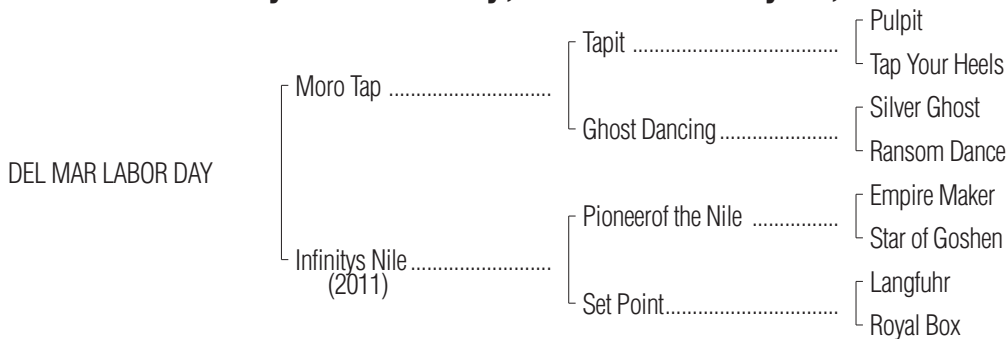 Pulpit
Tapit ........................................
Tap Your Heels
Moro Tap ................................
Silver Ghost
Ghost Dancing .......................
Ransom Dance
DEL MAR LABOR DAY
Empire Maker
Pioneerof the Nile .................
Star of Goshen
Infinitys Nile ...........................
(2011)
Langfuhr
Set Point.................................
Royal Box